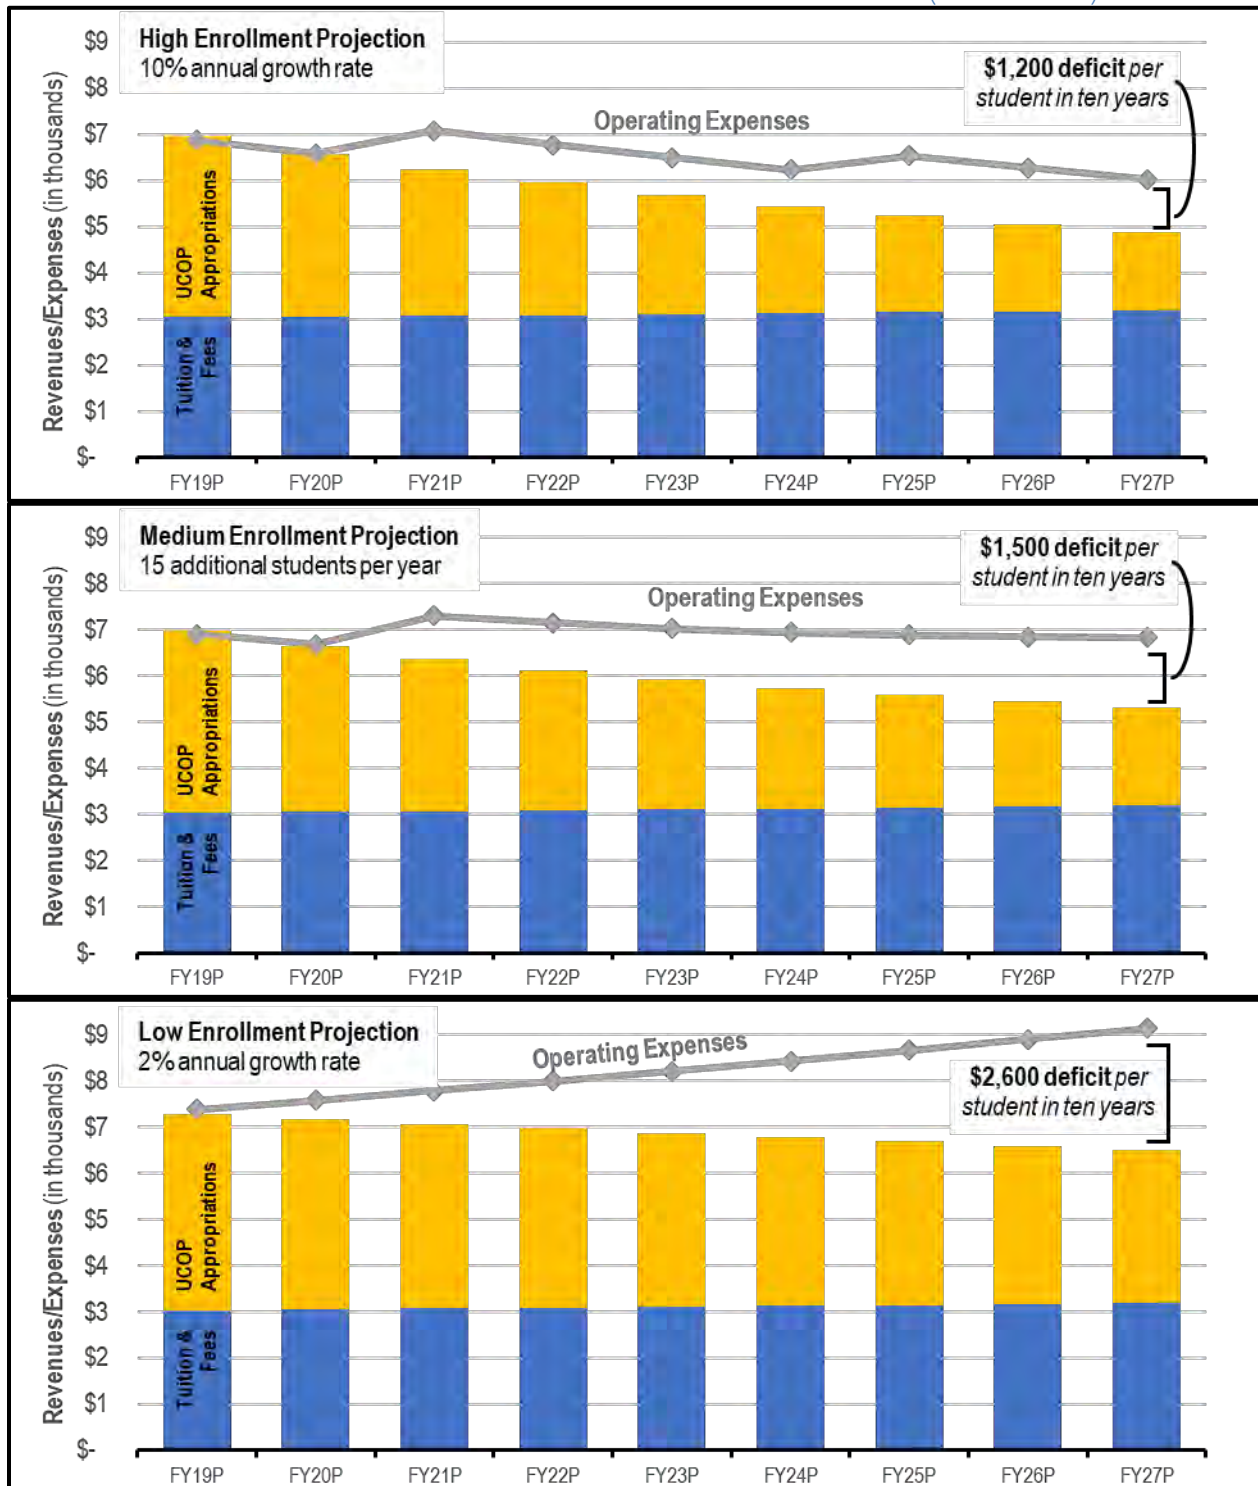 High Enrollment Projection
10% annual growth rate
$1,200 deficit per
student in ten years
Operating Expenses
Revenues/Expenses (in thousands)
$9
$8
$7
$6
$5
$4
$3
$2
$1
$-
UCOP
Appropriations
Tuition &
Fees
FY19P FY20P FY21P FY22P FY23P FY24P FY25P FY26P FY27P
Medium Enrollment Projection
15 additional students per year
$1,500 deficit per
student in ten years
Operating Expenses
Revenues/Expenses (in thousands)
$9
$8
$7
$6
$5
$4
$3
$2
$1
$-
UCOP
Appropriations
Tuition &
Fees
FY19P FY20P FY21P FY22P FY23P FY24P FY25P FY26P FY27P
Low Enrollment Projection
2% annual growth rate
Operating Expenses
$2,600 deficit per
student in ten years
Revenues/Expenses (in thousands)
$9
$8
$7
$6
$5
$4
$3
$2
$1
$-
UCOP
Appropriations
Tuition &
Fees
FY19P FY20P FY21P FY22P FY23P FY24P FY25P FY26P FY27P